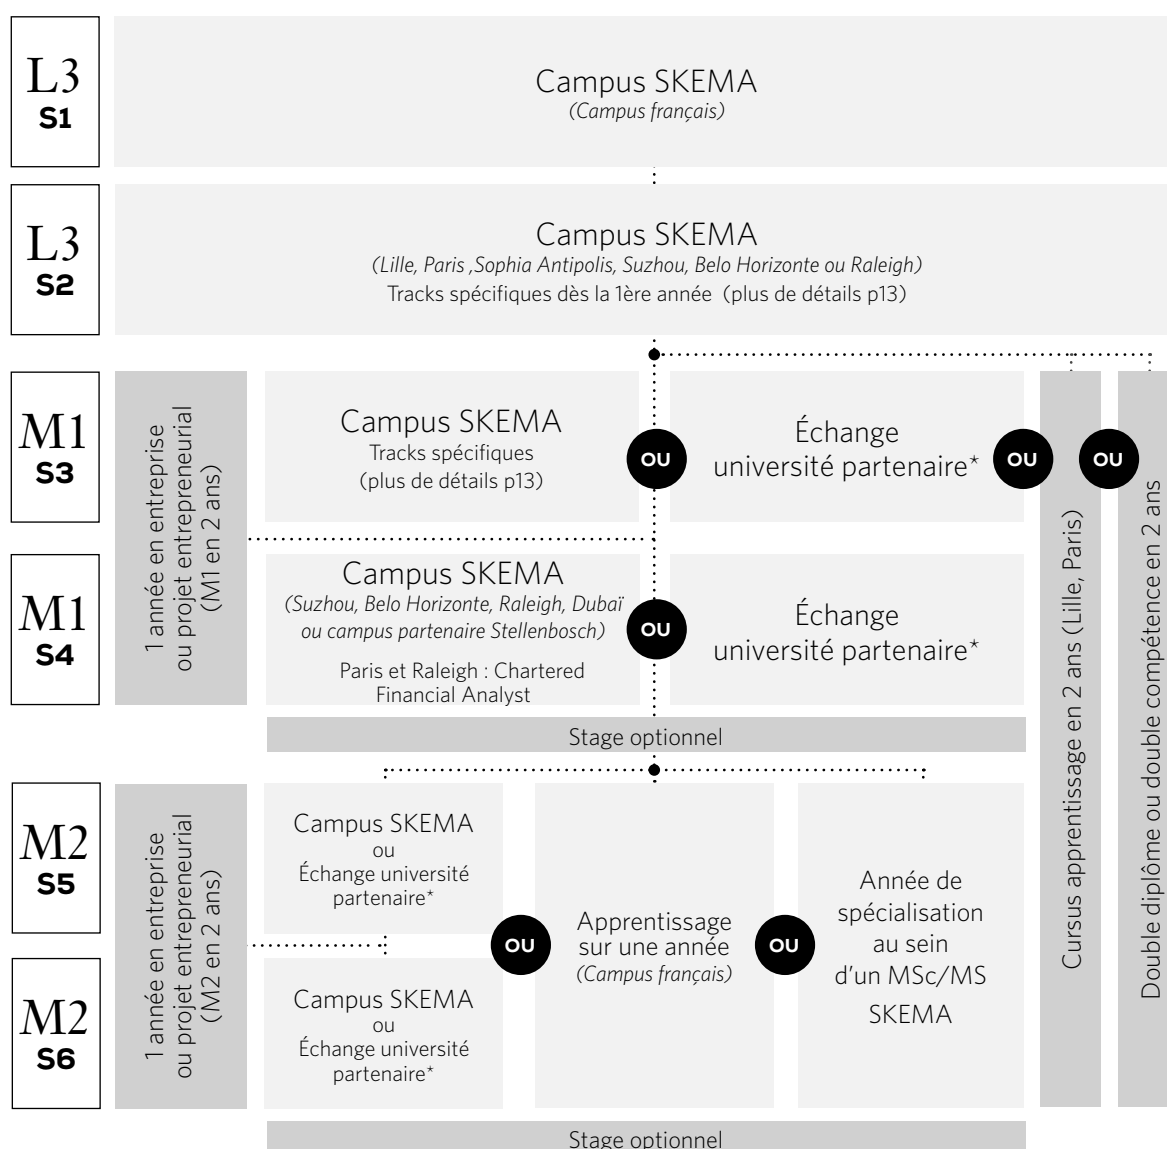 L3
S1
Campus SKEMA
(Campus français)
L3
S2
Campus SKEMA
(Lille, Paris ,Sophia Antipolis, Suzhou, Belo Horizonte ou Raleigh)
Tracks spécifiques dès la 1ère année (plus de détails p13)
M1
S3
1 année en entreprise
ou projet entrepreneurial
(M1 en 2 ans)
Campus SKEMA
Tracks spécifiques
(plus de détails p13)
OU
Échange
université partenaire*
OU
OU
Cursus apprentissage en 2 ans (Lille, Paris)
Double diplôme ou double compétence en 2 ans
M1
S4
Campus SKEMA
(Suzhou, Belo Horizonte, Raleigh, Dubaï
ou campus partenaire Stellenbosch)
Paris et Raleigh : Chartered
Financial Analyst
OU
Échange
université partenaire*
Stage optionnel
M2
S5
1 année en entreprise
ou projet entrepreneurial
(M2 en 2 ans)
Campus SKEMA
ou
Échange université
partenaire*
OU
Apprentissage
sur une année
(Campus français)
OU
Année de
spécialisation
au sein
d'un MSc/MS
SKEMA
M2
S6
Campus SKEMA
ou
Échange université
partenaire*
Stage optionnel